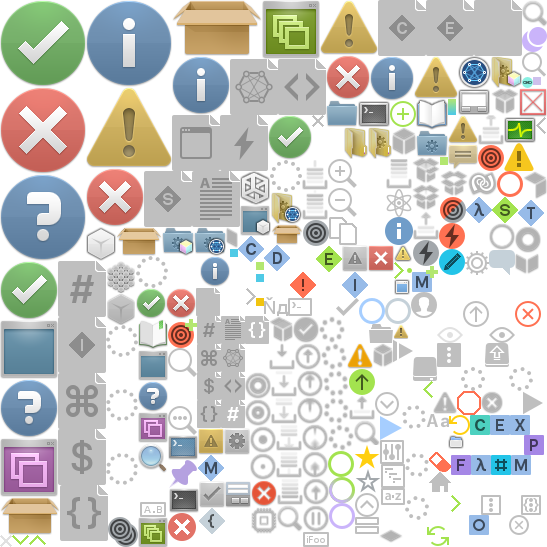 C E
S A
C D
λ S T
E I
M
#
#
{}
$
{} #
$
M
{}
{
A.B
Aa
C E X
P
F λ # M
a-z
O
iFoo